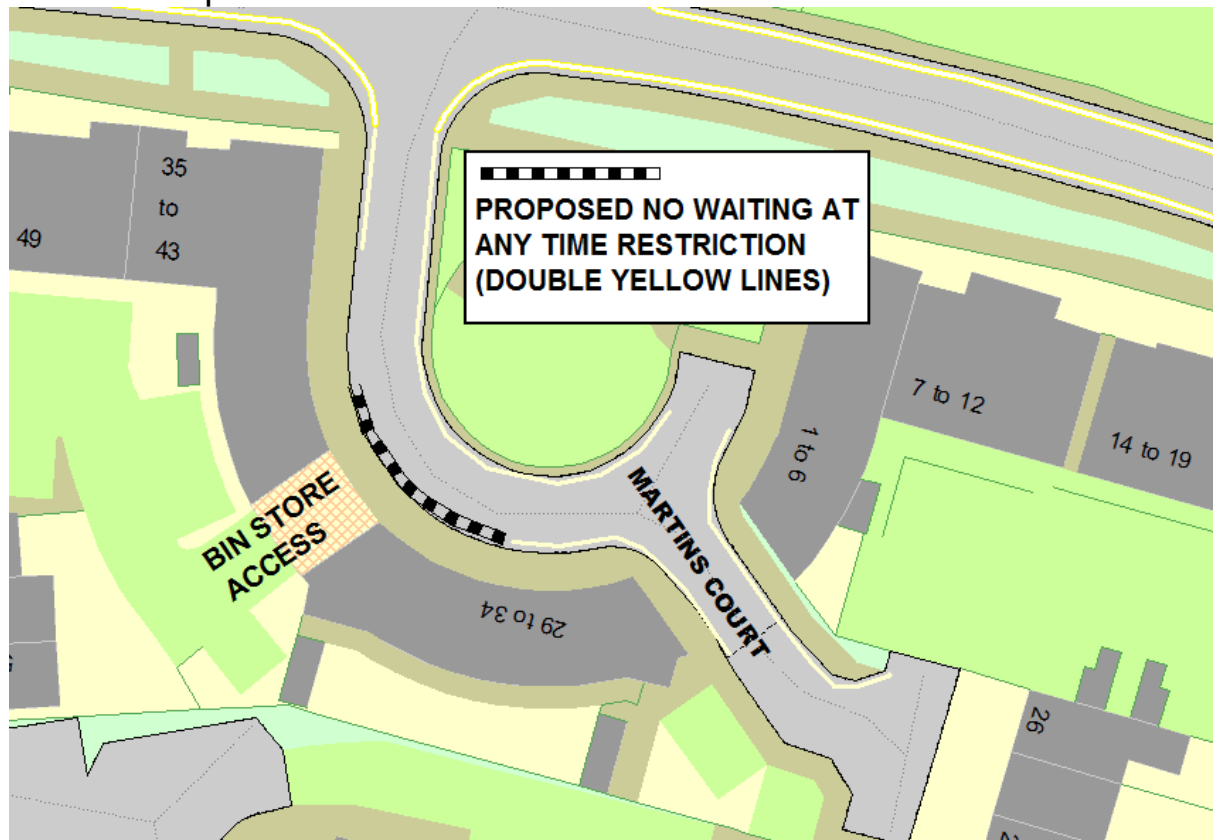 35
to
43
49
PROPOSED NO WAITING AT
ANY TIME RESTRICTION
(DOUBLE YELLOW LINES)
7 to 12
14 to 19
1 to 6
MARTINS COURT
BIN STORE
ACCESS
29 to 34
26